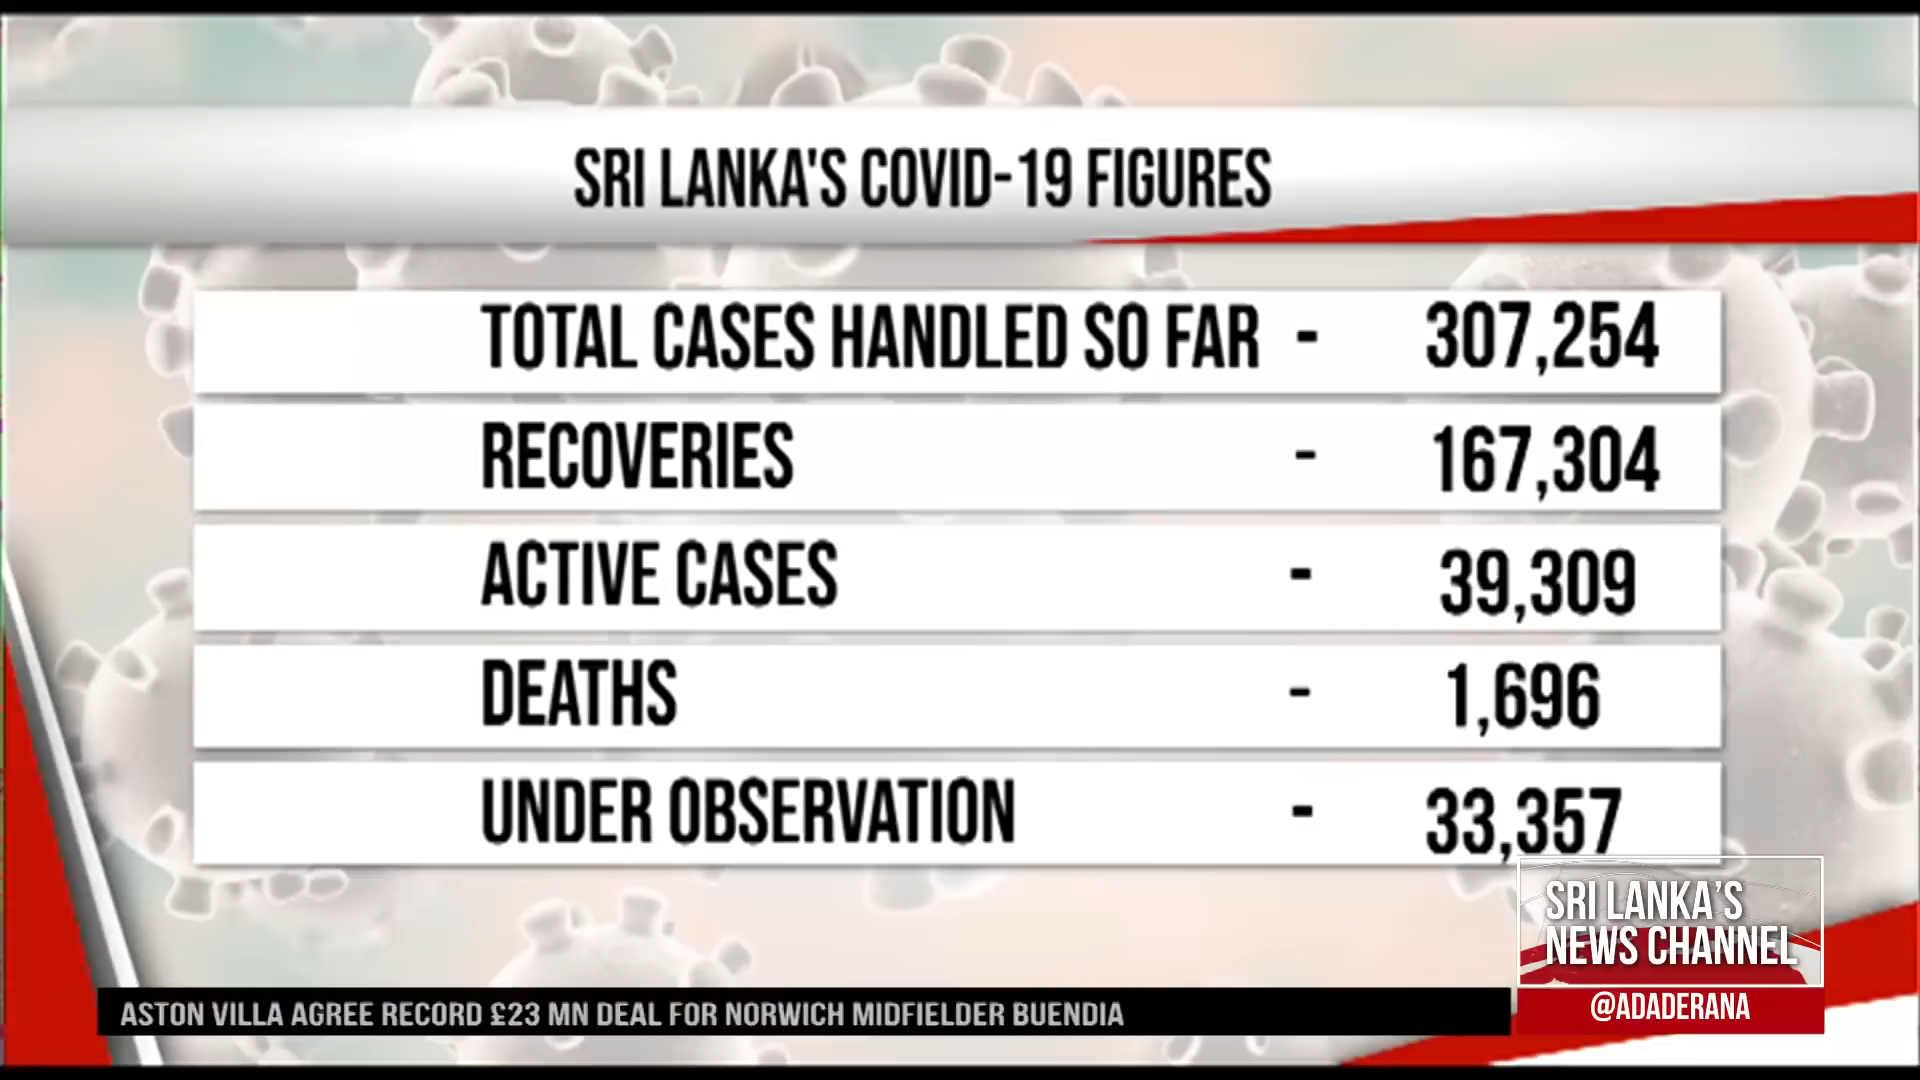 SRI LANKA'S COVID-19 FIGURES
TOTAL CASES HANDLED SO FAR - 307,254
RECOVERIES - 167,304
ACTIVE CASES - 39,309
DEATHS - 1,696
UNDER OBSERVATION - 33,357
SRI LANKA'S
NEWS CHANNEL
@ADADERANA
ASTON VILLA AGREE RECORD £23 MN DEAL FOR NORWICH MIDFIELDER BUENDIA